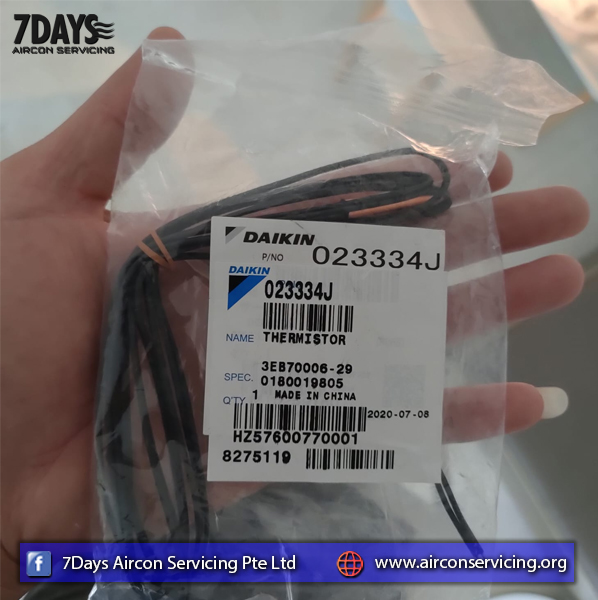 7DAYS
AIRCON SERVICING
DAIKIN
P/NO 023334J
DAIKIN
023334J
NAME THERMISTOR
3EB70006-29
SPEC. 0180019805
Q'TY 1 MADE IN CHINA
2020-07-08
HZ57600770001
8275119
7Days Aircon Servicing Pte Ltd
www.airconservicing.org